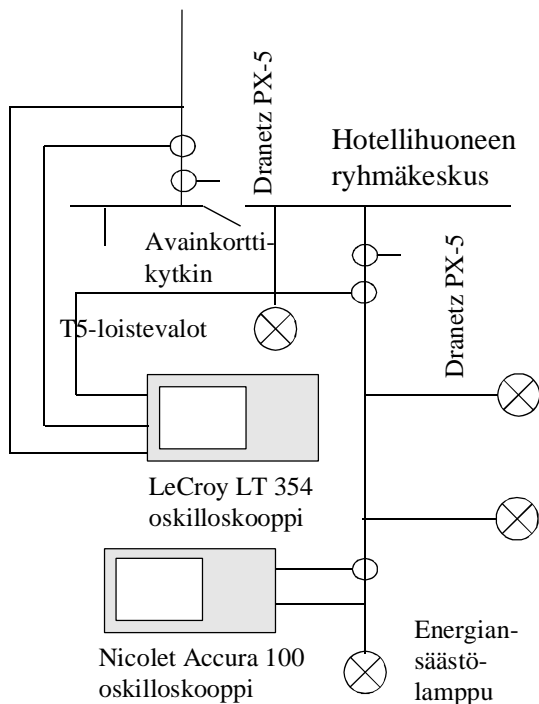 Dranetz PX-5
Hotellihuoneen
ryhmäkeskus
Avainkortti-
kytkin
Dranetz PX-5
T5-loistevalot
LeCroy LT 354
oskilloskooppi
Nicolet Accura 100
oskilloskooppi
Energian-
säästö-
lamppu